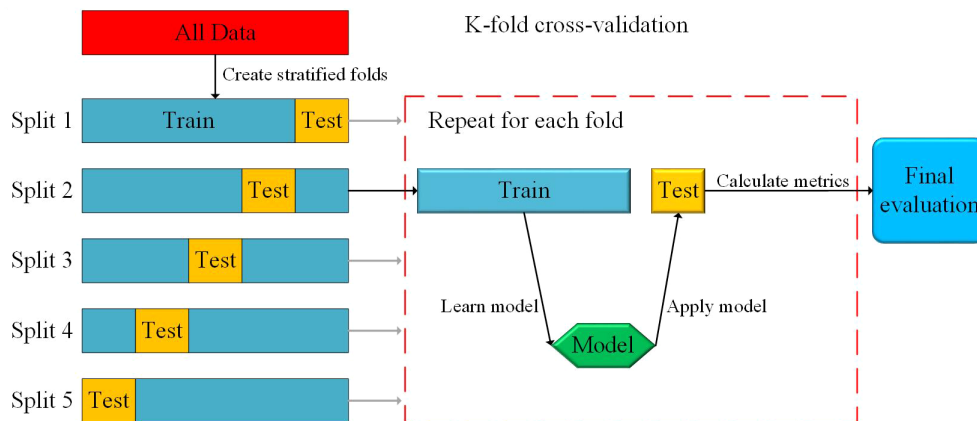 All Data
K-fold cross-validation
Create stratified folds
Split 1
Train
Test
Repeat for each fold
Split 2
Test
Train
Test
Calculate metrics
Final
evaluation
Split 3
Test
Learn model
Apply model
Split 4
Test
Model
Split 5
Test